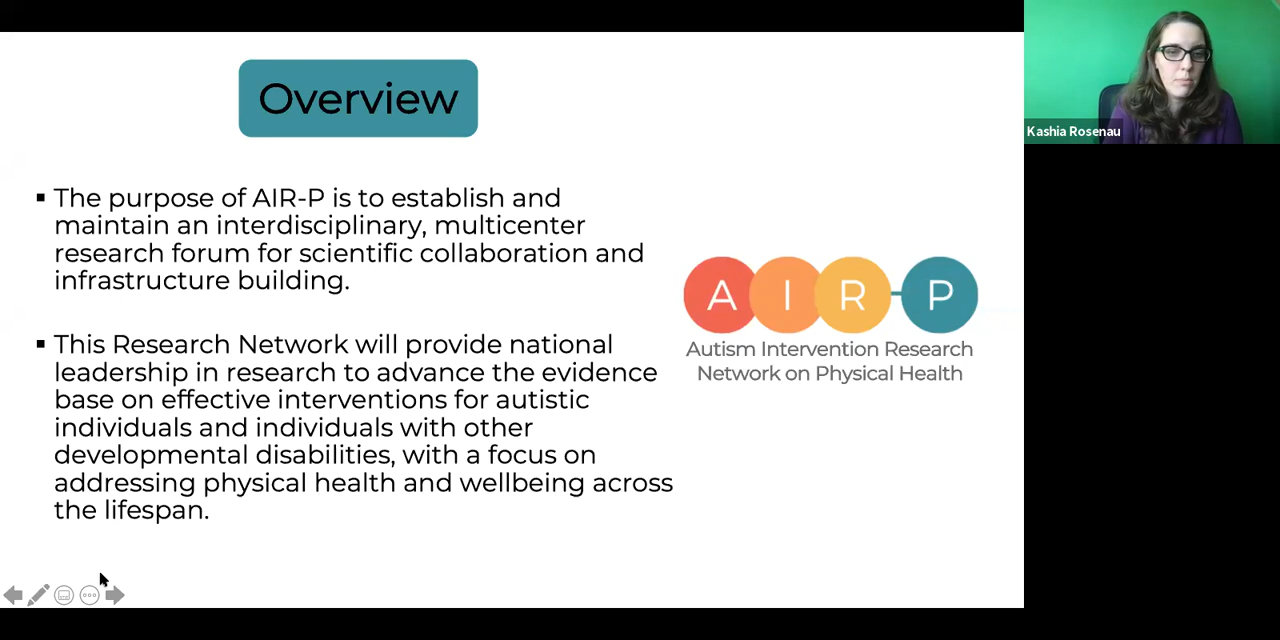 Overview
▪ The purpose of AIR-P is to establish and
maintain an interdisciplinary, multicenter
research forum for scientific collaboration and
infrastructure building.
▪ This Research Network will provide national
leadership in research to advance the evidence
base on effective interventions for autistic
individuals and individuals with other
developmental disabilities, with a focus on
addressing physical health and wellbeing across
the lifespan.
A I R - P
Autism Intervention Research
Network on Physical Health
Kashia Rosenau